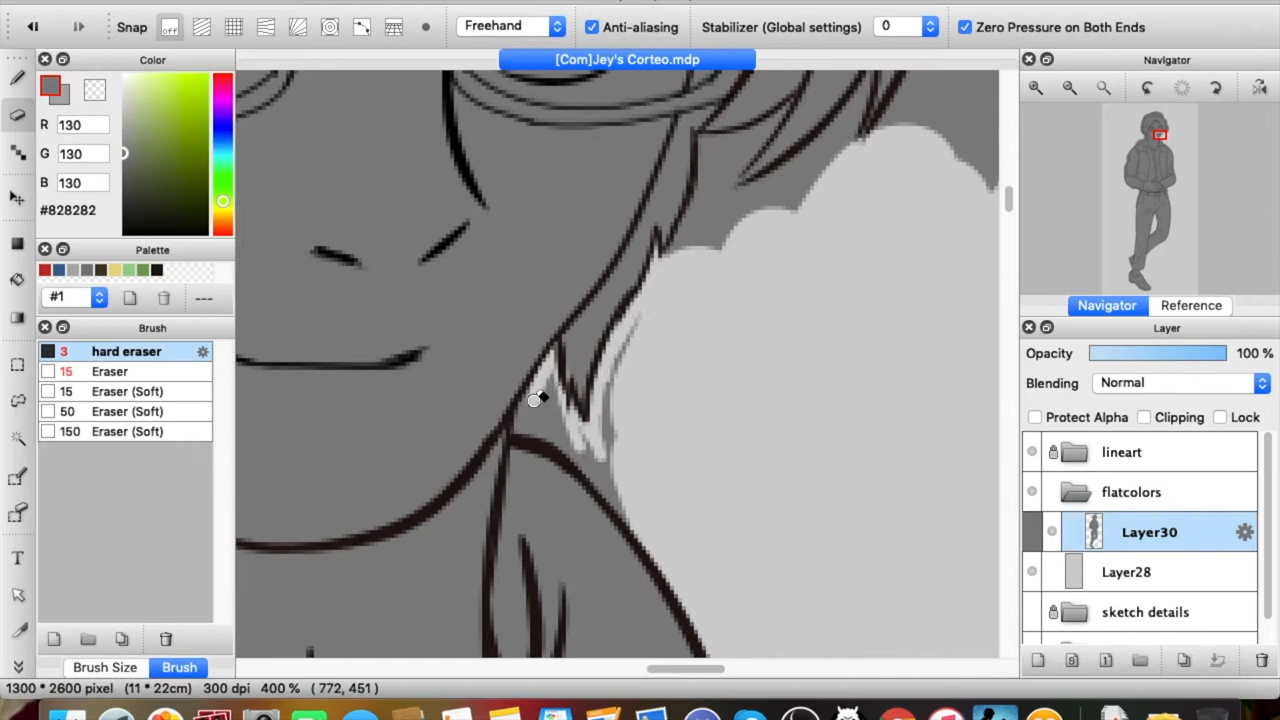 Snap off Freehand Anti-aliasing Stabilizer (Global settings) 0 Zero Pressure on Both Ends
Color
[Com]Jey's Corteo.mdp
Navigator
R 130
G 130
B 130
#828282
Palette
#1 ---
Navigator Reference
Brush
Layer
3 hard eraser
15 Eraser
15 Eraser (Soft)
50 Eraser (Soft)
150 Eraser (Soft)
Opacity 100 %
Blending Normal
Protect Alpha Clipping Lock
lineart
flatcolors
Layer30
Layer28
sketch details
T
8 1
Brush Size Brush
1300 * 2600 pixel (11 * 22cm) 300 dpi 400 % ( 772, 451 )